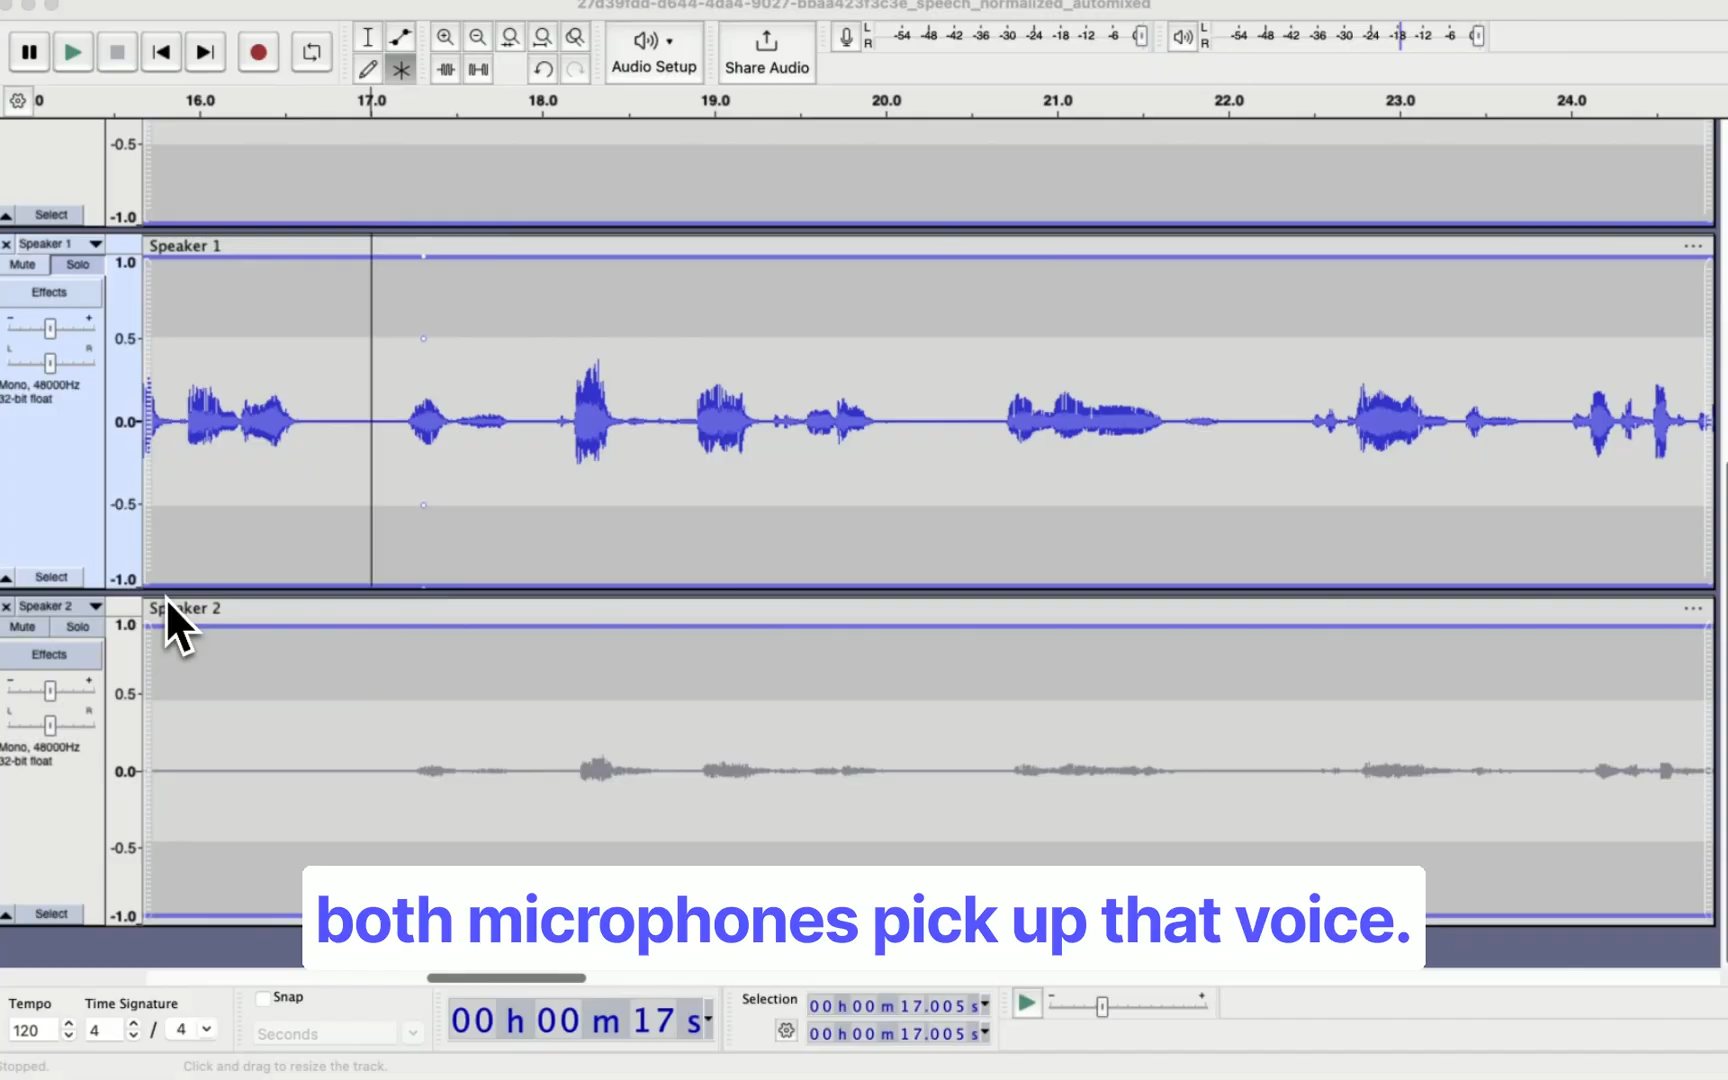 27d39fdd-d644-4da4-9027-bbaa423f3c3e_speech_normalized_automixed
Audio Setup
Share Audio
L
R
-54 -48 -42 -36 -30 -24 -18 -12 -6
L
R
-54 -48 -42 -36 -30 -24 -18 -12 -6
0 16.0 17.0 18.0 19.0 20.0 21.0 22.0 23.0 24.0
-0.5
Select
-1.0
Speaker 1
Speaker 1
...
Mute Solo
1.0
Effects
- +
0.5
L R
Mono, 48000Hz
32-bit float
0.0
-0.5
Select
-1.0
Speaker 2
Speaker 2
...
Mute Solo
1.0
Effects
- +
0.5
L R
Mono, 48000Hz
32-bit float
0.0
-0.5
Select
-1.0
both microphones pick up that voice.
Tempo
120
Time Signature
4 / 4
Snap
Seconds
00 h 00 m 17 s
Selection
00 h 00 m 17.005 s
00 h 00 m 17.005 s
- +
Stopped.
Click and drag to resize the track.